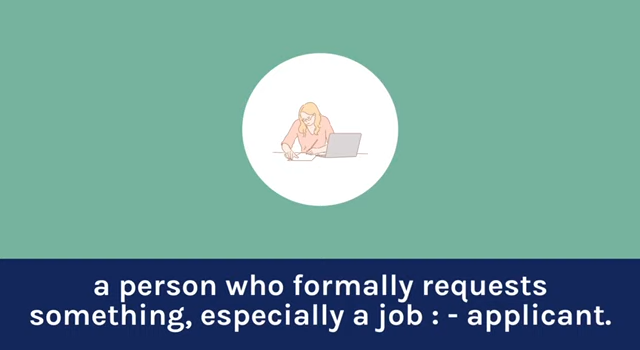 a person who formally requests
something, especially a job : - applicant.